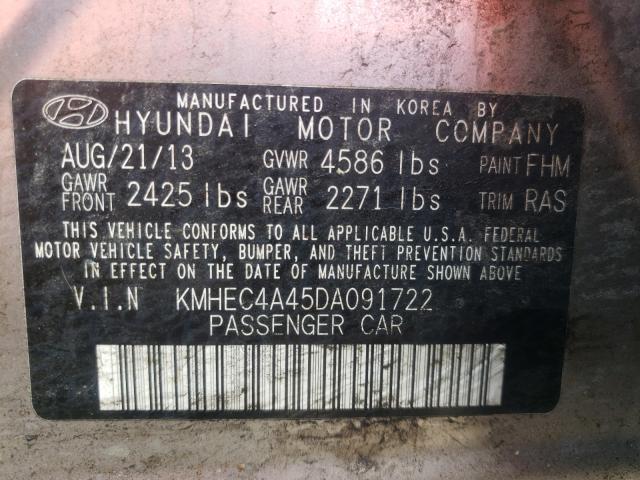 MANUFACTURED IN KOREA BY
HYUNDAI MOTOR COMPANY
AUG/21/13 GVWR 4586 lbs PAINT FHM
GAWR FRONT 2425 lbs GAWR REAR 2271 lbs TRIM RAS
THIS VEHICLE CONFORMS TO ALL APPLICABLE U.S.A. FEDERAL
MOTOR VEHICLE SAFETY, BUMPER, AND THEFT PREVENTION STANDARDS
IN EFFECT ON THE DATE OF MANUFACTURE SHOWN ABOVE
V.I.N KMHEC4A45DA091722
PASSENGER CAR